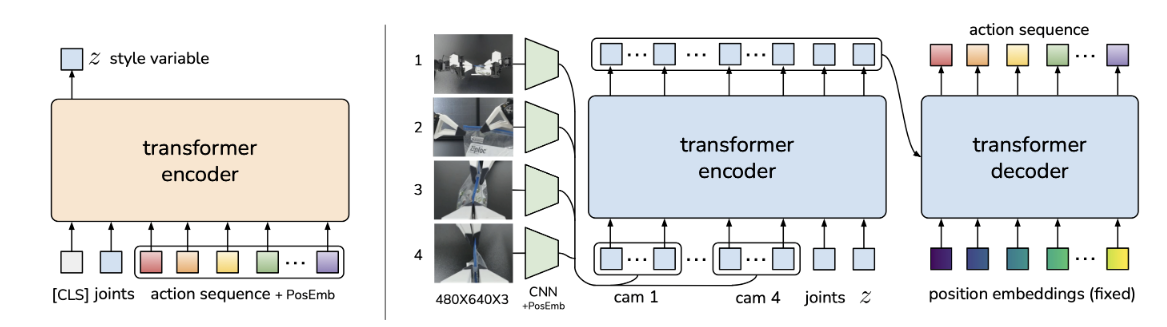 z style variable
transformer
encoder
[CLS] joints action sequence + PosEmb
1
2
3
4
480X640X3
CNN
+PosEmb
transformer
encoder
cam 1
cam 4
joints
z
action sequence
transformer
decoder
position embeddings (fixed)